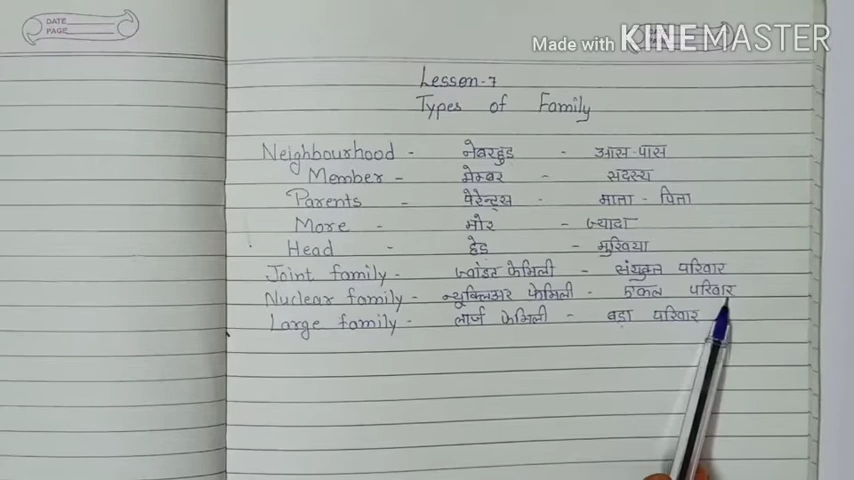 DATE
PAGE
Made with KINEMASTER
Lesson-7
Types of Family
Neighbourhood - नेबरहुड - आस-पास
Member - मेम्बर - सदस्य
Parents - पेरेन्ट्स - माता - पिता
More - मोर - ज्यादा
Head - हेड - मुखिया
Joint family - ज्वांइट फेमिली - संयुक्त परिवार
Nuclear family - न्यूक्लिअर फेमिली - एकल परिवार
Large family - लार्ज फेमिली - बड़ा परिवार